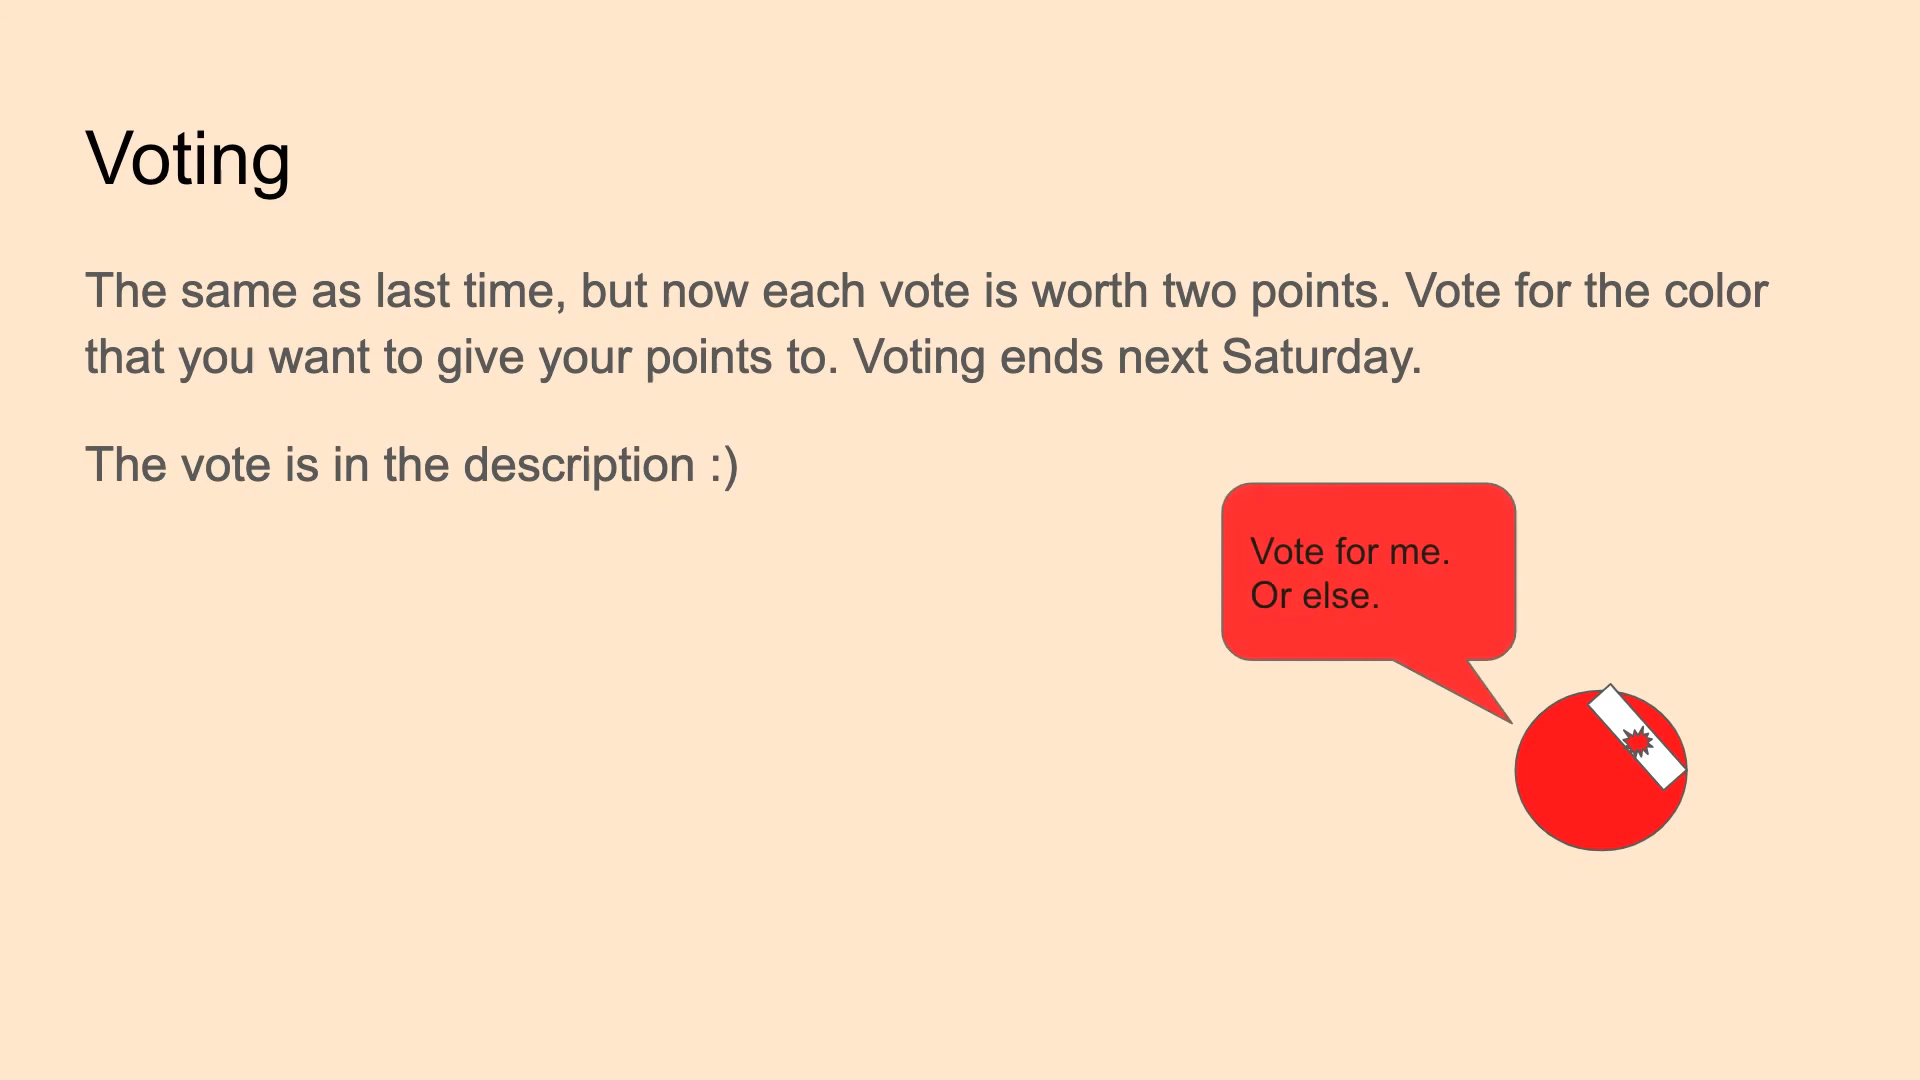 Voting
The same as last time, but now each vote is worth two points. Vote for the color
that you want to give your points to. Voting ends next Saturday.
The vote is in the description :)
Vote for me.
Or else.